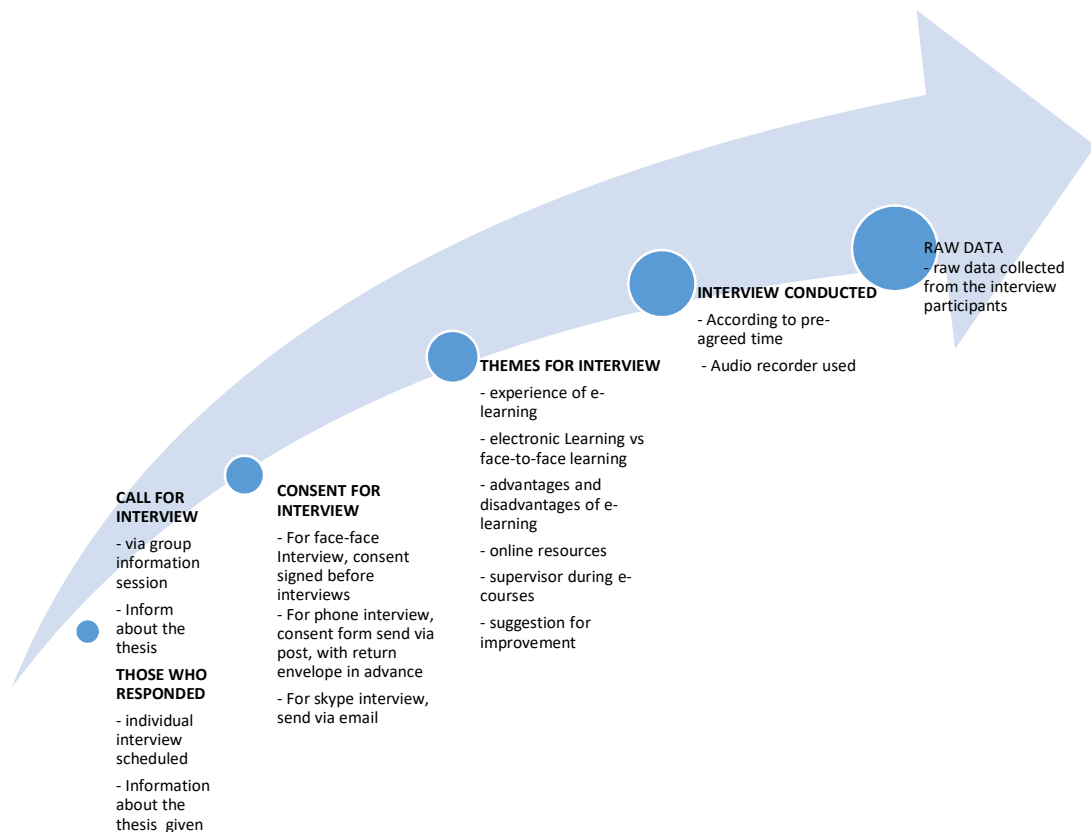 CALL FOR
INTERVIEW
- via group
information
session
- Inform
about the
thesis
THOSE WHO
RESPONDED
- individual
interview
scheduled
- Information
about the
thesis given
CONSENT FOR
INTERVIEW
- For face-face
Interview, consent
signed before
interviews
- For phone interview,
consent form send via
post, with return
envelope in advance
- For skype interview,
send via email
THEMES FOR INTERVIEW
- experience of e-
learning
- electronic Learning vs
face-to-face learning
- advantages and
disadvantages of e-
learning
- online resources
- supervisor during e-
courses
- suggestion for
improvement
INTERVIEW CONDUCTED
- According to pre-
agreed time
- Audio recorder used
RAW DATA
- raw data collected
from the interview
participants